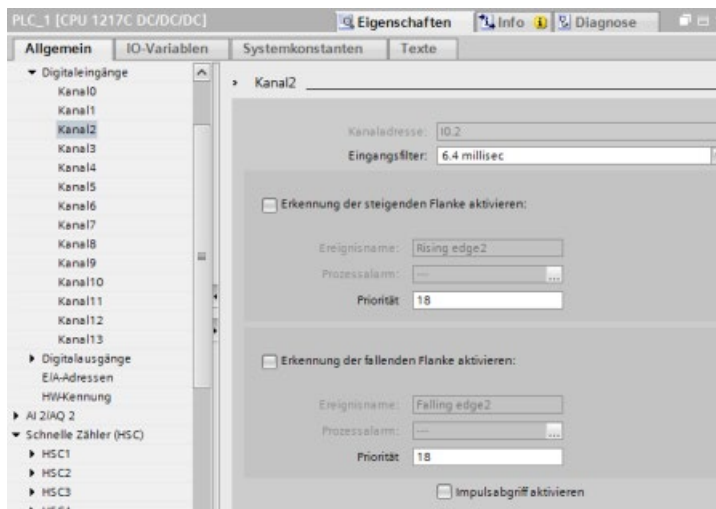 PLC_1 [CPU 1217C DC/DC/DC]
Eigenschaften
Info
Diagnose
Allgemein
IO-Variablen
Systemkonstanten
Texte
Digitaleingänge
Kanal0
Kanal1
Kanal2
Kanal3
Kanal4
Kanal5
Kanal6
Kanal7
Kanal8
Kanal9
Kanal10
Kanal11
Kanal12
Kanal13
Digitalausgänge
E/A-Adressen
HW-Kennung
AI 2/AQ 2
Schnelle Zähler (HSC)
HSC1
HSC2
HSC3
Kanal2
Kanaladresse: I0.2
Eingangsfilter: 6.4 millisec
Erkennung der steigenden Flanke aktivieren:
Ereignisname: Rising edge2
Prozessalarm: --- ...
Priorität 18
Erkennung der fallenden Flanke aktivieren:
Ereignisname: Falling edge2
Prozessalarm: --- ...
Priorität 18
Impulsabgriff aktivieren